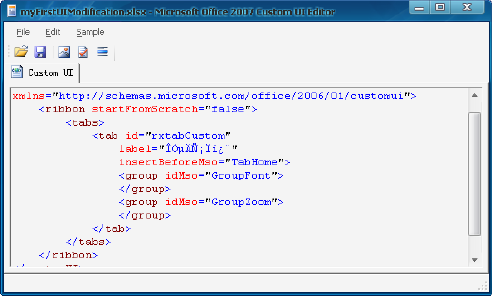 myFirstUIModification.xlsx - Microsoft Office 2007 Custom UI Editor
File Edit Sample
Custom UI
xmlns="http://schemas.microsoft.com/office/2006/01/customui">
<ribbon startFromScratch="false">
<tabs>
<tab id="rxtabCustom"
label="ÎÒµÄÑ¡Ïî¿¨"
insertBeforeMso="TabHome">
<group idMso="GroupFont">
</group>
<group idMso="GroupZoom">
</group>
</tab>
</tabs>
</ribbon>